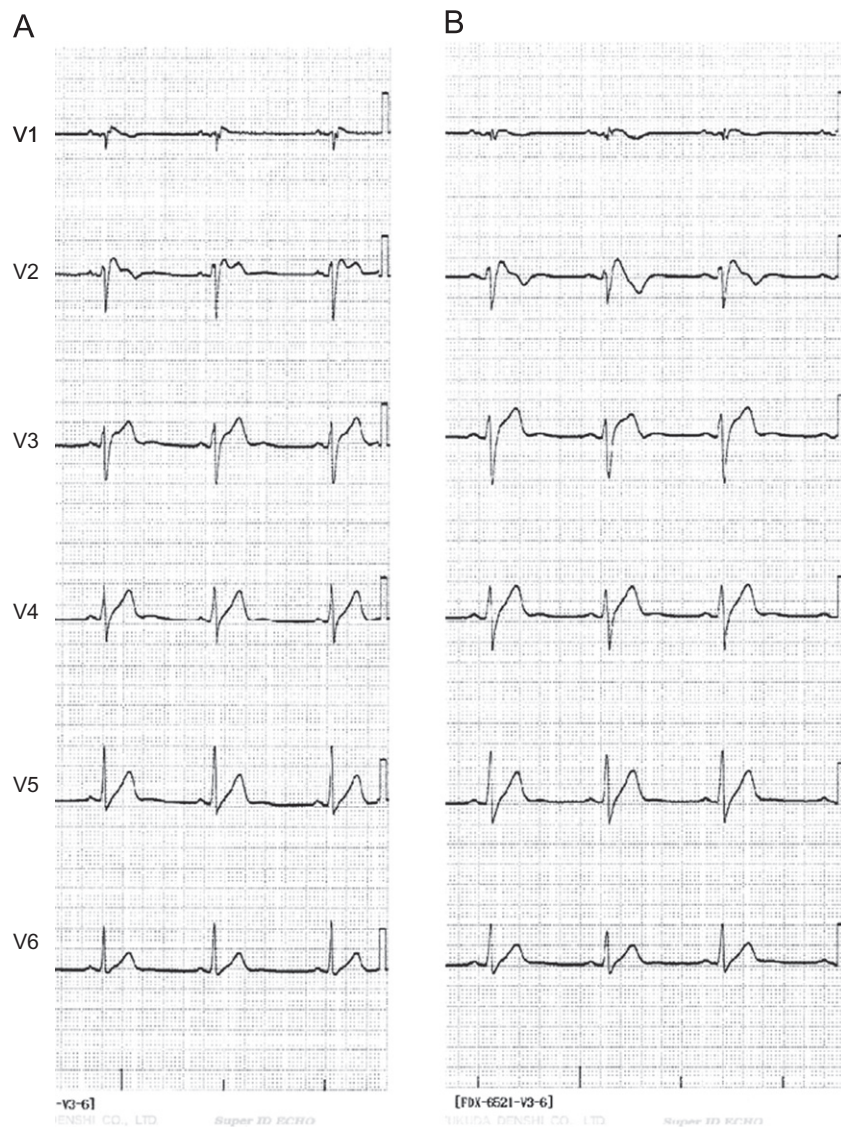 A
B
V1
V2
V3
V4
V5
V6
-V3-6]
[FDX-6521-V3-6]
DENSHI CO., LTD.
Super ID ECHO
DENSHI CO., LTD.
Super ID ECHO